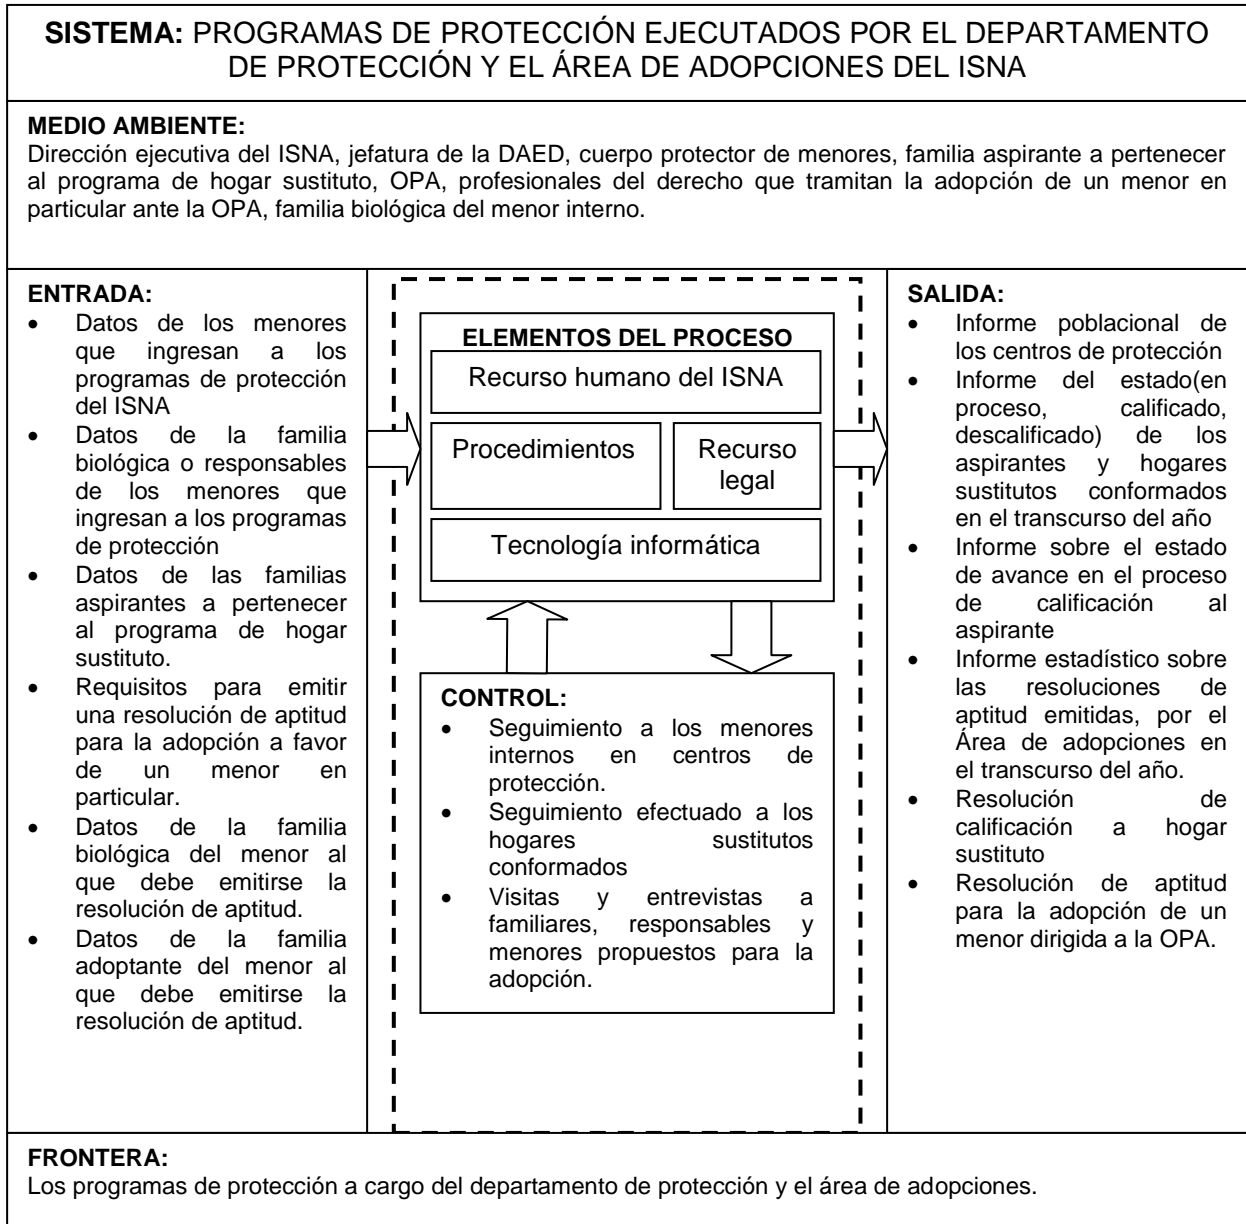 SISTEMA: PROGRAMAS DE PROTECCIÓN EJECUTADOS POR EL DEPARTAMENTO
DE PROTECCIÓN Y EL ÁREA DE ADOPCIONES DEL ISNA
MEDIO AMBIENTE:
Dirección ejecutiva del ISNA, jefatura de la DAED, cuerpo protector de menores, familia aspirante a pertenecer
al programa de hogar sustituto, OPA, profesionales del derecho que tramitan la adopción de un menor en
particular ante la OPA, familia biológica del menor interno.
ENTRADA:
• Datos de los menores
que ingresan a los
programas de protección
del ISNA
• Datos de la familia
biológica o responsables
de los menores que
ingresan a los programas
de protección
• Datos de las familias
aspirantes a pertenecer
al programa de hogar
sustituto.
• Requisitos para emitir
una resolución de aptitud
para la adopción a favor
de un menor en
particular.
• Datos de la familia
biológica del menor al
que debe emitirse la
resolución de aptitud.
• Datos de la familia
adoptante del menor al
que debe emitirse la
resolución de aptitud.
ELEMENTOS DEL PROCESO
Recurso humano del ISNA
Procedimientos
Recurso
legal
Tecnología informática
CONTROL:
• Seguimiento a los menores
internos en centros de
protección.
• Seguimiento efectuado a los
hogares sustitutos
conformados
• Visitas y entrevistas a
familiares, responsables y
menores propuestos para la
adopción.
SALIDA:
• Informe poblacional de
los centros de protección
• Informe del estado(en
proceso, calificado,
descalificado) de los
aspirantes y hogares
sustitutos conformados
en el transcurso del año
• Informe sobre el estado
de avance en el proceso
de calificación al
aspirante
• Informe estadístico sobre
las resoluciones de
aptitud emitidas, por el
Área de adopciones en
el transcurso del año.
• Resolución de
calificación a hogar
sustituto
• Resolución de aptitud
para la adopción de un
menor dirigida a la OPA.
FRONTERA:
Los programas de protección a cargo del departamento de protección y el área de adopciones.